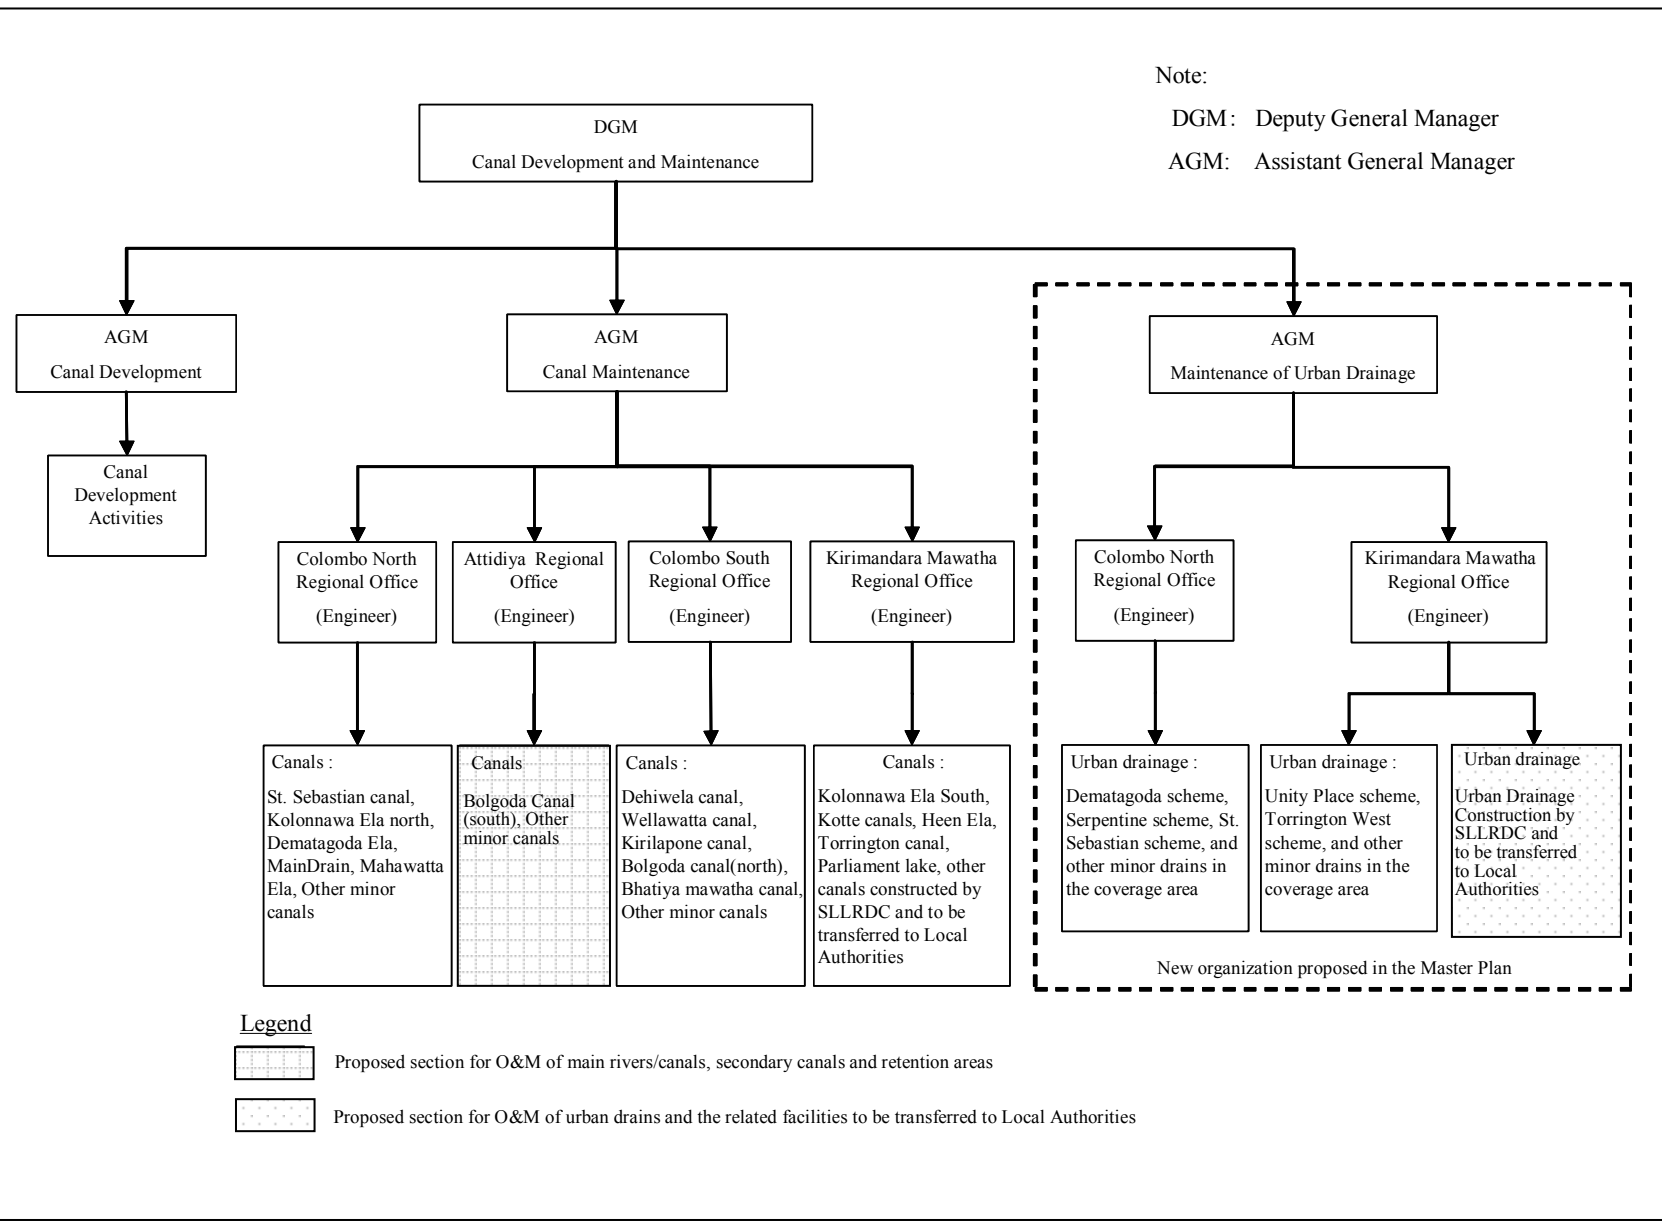 Note:
DGM: Deputy General Manager
AGM: Assistant General Manager
DGM
Canal Development and Maintenance
AGM
Canal Development
AGM
Canal Maintenance
AGM
Maintenance of Urban Drainage
Canal
Development
Activities
Colombo North
Regional Office
(Engineer)
Attidiya Regional
Office
(Engineer)
Colombo South
Regional Office
(Engineer)
Kirimandara Mawatha
Regional Office
(Engineer)
Colombo North
Regional Office
(Engineer)
Kirimandara Mawatha
Regional Office
(Engineer)
Canals :
St. Sebastian canal,
Kolonnawa Ela north,
Dematagoda Ela,
MainDrain, Mahawatta
Ela, Other minor
canals
Canals
Bolgoda Canal
(south), Other
minor canals
Canals :
Dehiwela canal,
Wellawatta canal,
Kirilapone canal,
Bolgoda canal(north),
Bhatiya mawatha canal,
Other minor canals
Canals :
Kolonnawa Ela South,
Kotte canals, Heen Ela,
Torrington canal,
Parliament lake, other
canals constructed by
SLLRDC and to be
transferred to Local
Authorities
Urban drainage :
Dematagoda scheme,
Serpentine scheme, St.
Sebastian scheme, and
other minor drains in
the coverage area
Urban drainage :
Unity Place scheme,
Torrington West
scheme, and other
minor drains in the
coverage area
Urban drainage
Urban Drainage
Construction by
SLLRDC and
to be transferred
to Local
Authorities
New organization proposed in the Master Plan
Legend
Proposed section for O&M of main rivers/canals, secondary canals and retention areas
Proposed section for O&M of urban drains and the related facilities to be transferred to Local Authorities